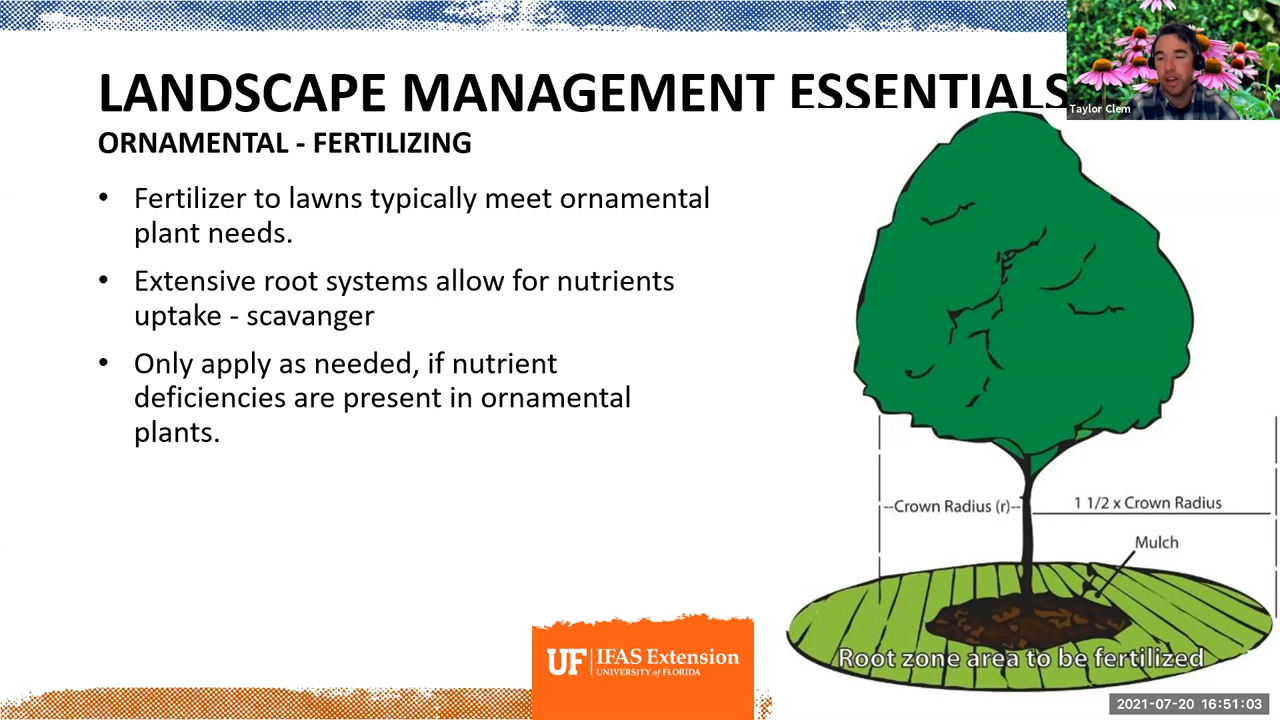 LANDSCAPE MANAGEMENT ESSENTIALS
Taylor Clem
ORNAMENTAL - FERTILIZING
• Fertilizer to lawns typically meet ornamental
plant needs.
• Extensive root systems allow for nutrients
uptake - scavanger
• Only apply as needed, if nutrient
deficiencies are present in ornamental
plants.
--Crown Radius (r)--
1 1/2 x Crown Radius
Mulch
Root zone area to be fertilized
UF IFAS Extension
UNIVERSITY of FLORIDA
2021-07-20 16:51:03